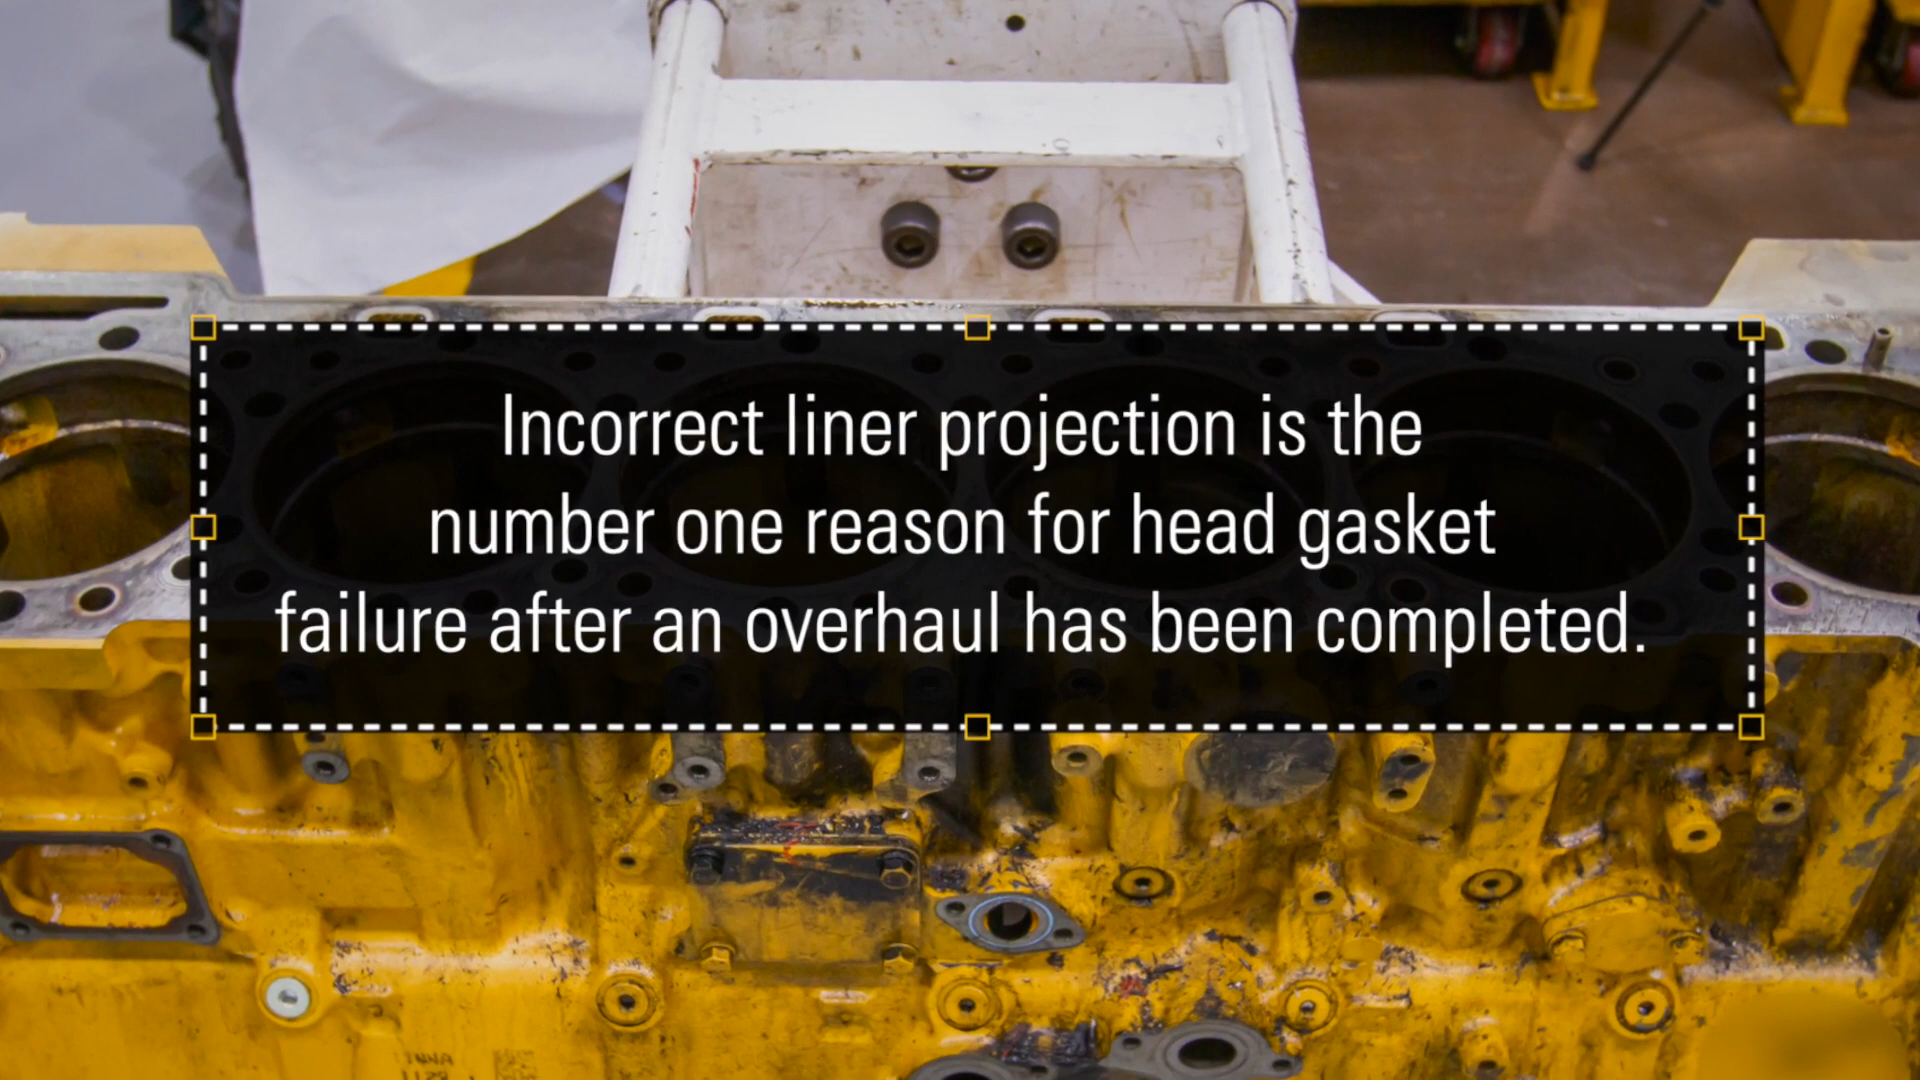 Incorrect liner projection is the
number one reason for head gasket
failure after an overhaul has been completed.